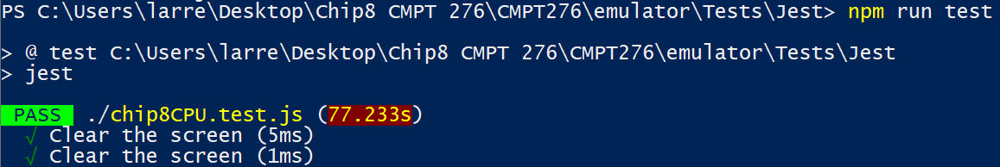 PS C:\Users\larre\Desktop\Chip8 CMPT 276\CMPT276\emulator\Tests\Jest> npm run test
> @ test C:\Users\larre\Desktop\Chip8 CMPT 276\CMPT276\emulator\Tests\Jest
> jest
PASS ./chip8CPU.test.js (77.233s)
√ Clear the screen (5ms)
√ Clear the screen (1ms)